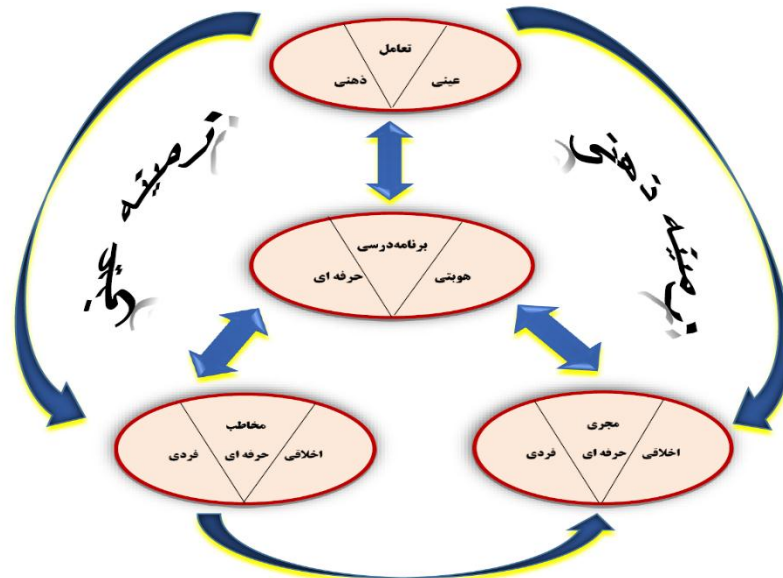 تعامل
عینی
ذهنی
زمینه ذهنی
زمینه عینی
برنامه‌درسی
هویتی
حرفه ای
مجری
اخلاقی
حرفه ای
فردی
مخاطب
اخلاقی
حرفه ای
فردی